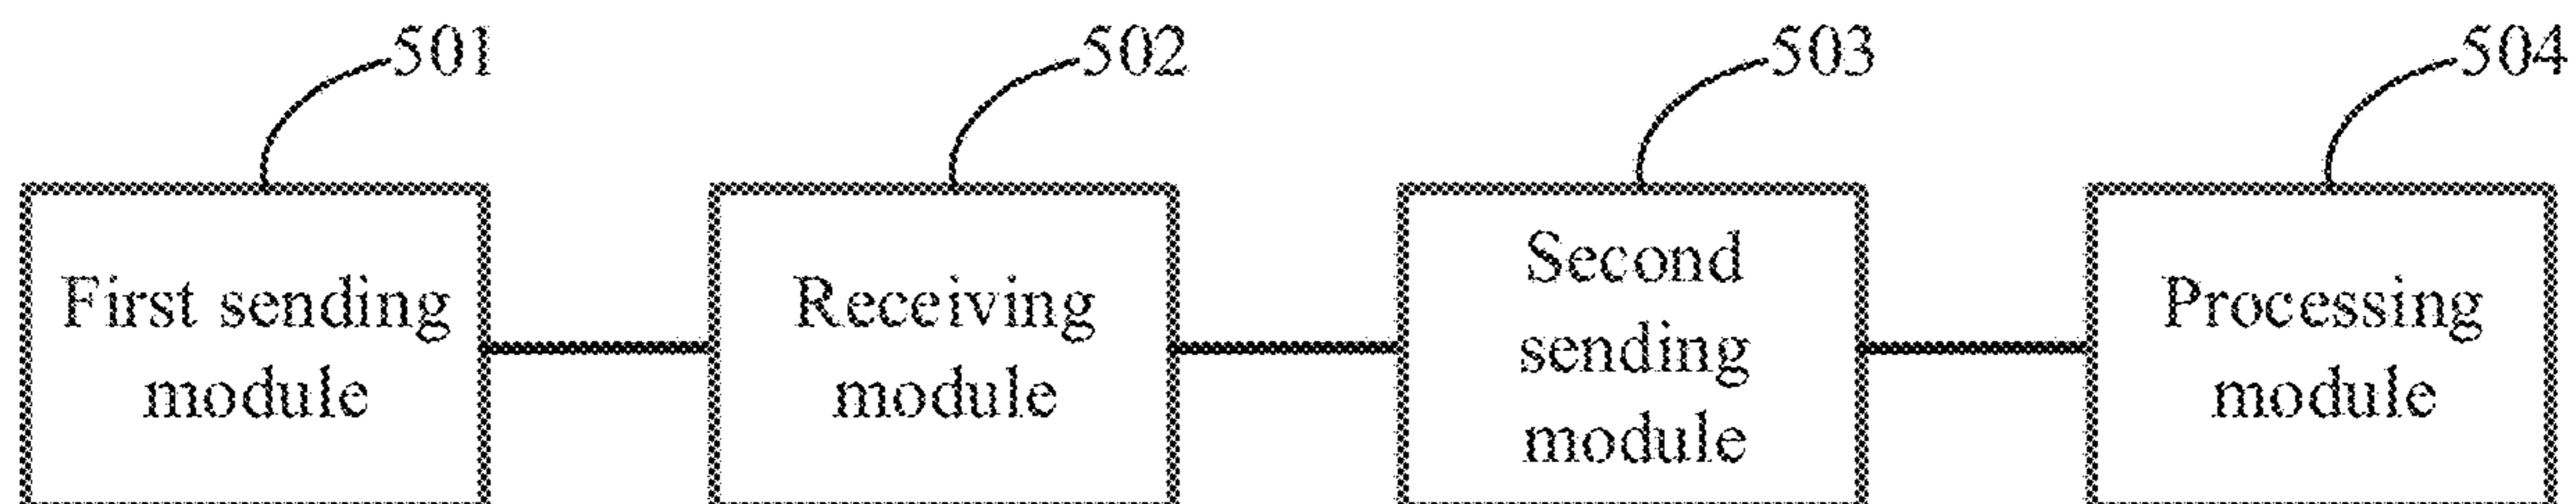 501
502
503
504
First sending
module
Receiving
module
Second
sending
module
Processing
module